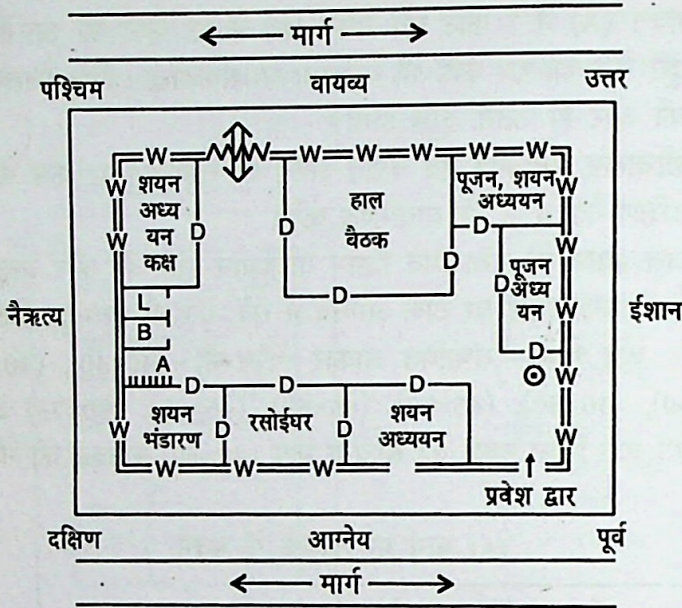 मार्ग
पश्चिम वायव्य उत्तर
W W W W W W
W शयन अध्य यन कक्ष D
W
D हाल बैठक D
D
पूजन, शयन अध्ययन W
D
W
D पूजन अध्य यन
W
D
नैऋत्य ईशान
B
A
D D D
W शयन भंडारण D रसोईघर D शयन अध्ययन
W
W
W W W
प्रवेश द्वार
दक्षिण आग्नेय पूर्व
मार्ग